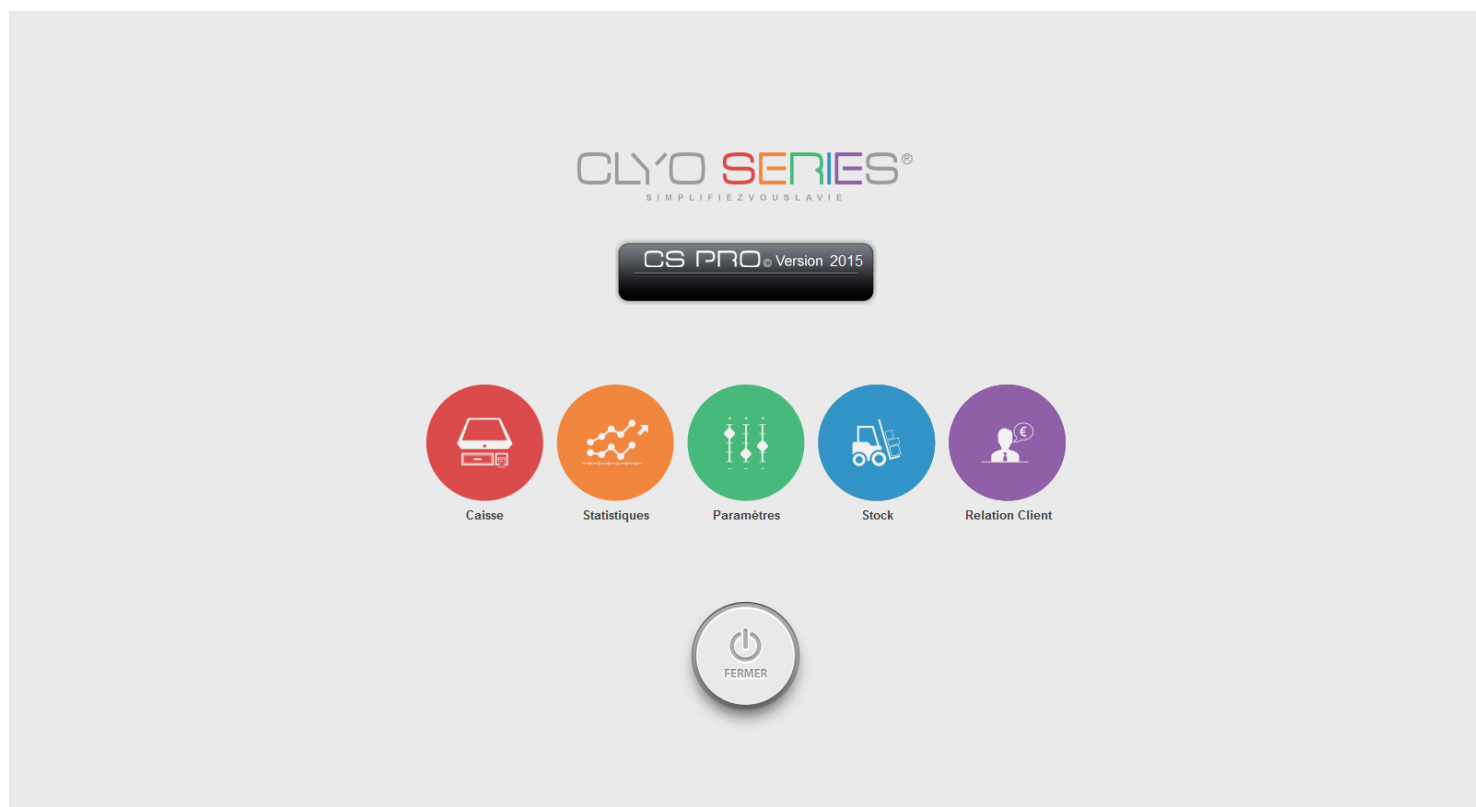 CLYO SERIES®
SIMPLIFIEZVOUSLAVIE
CS PRO© Version 2015
€
Caisse Statistiques Paramètres Stock Relation Client
FERMER